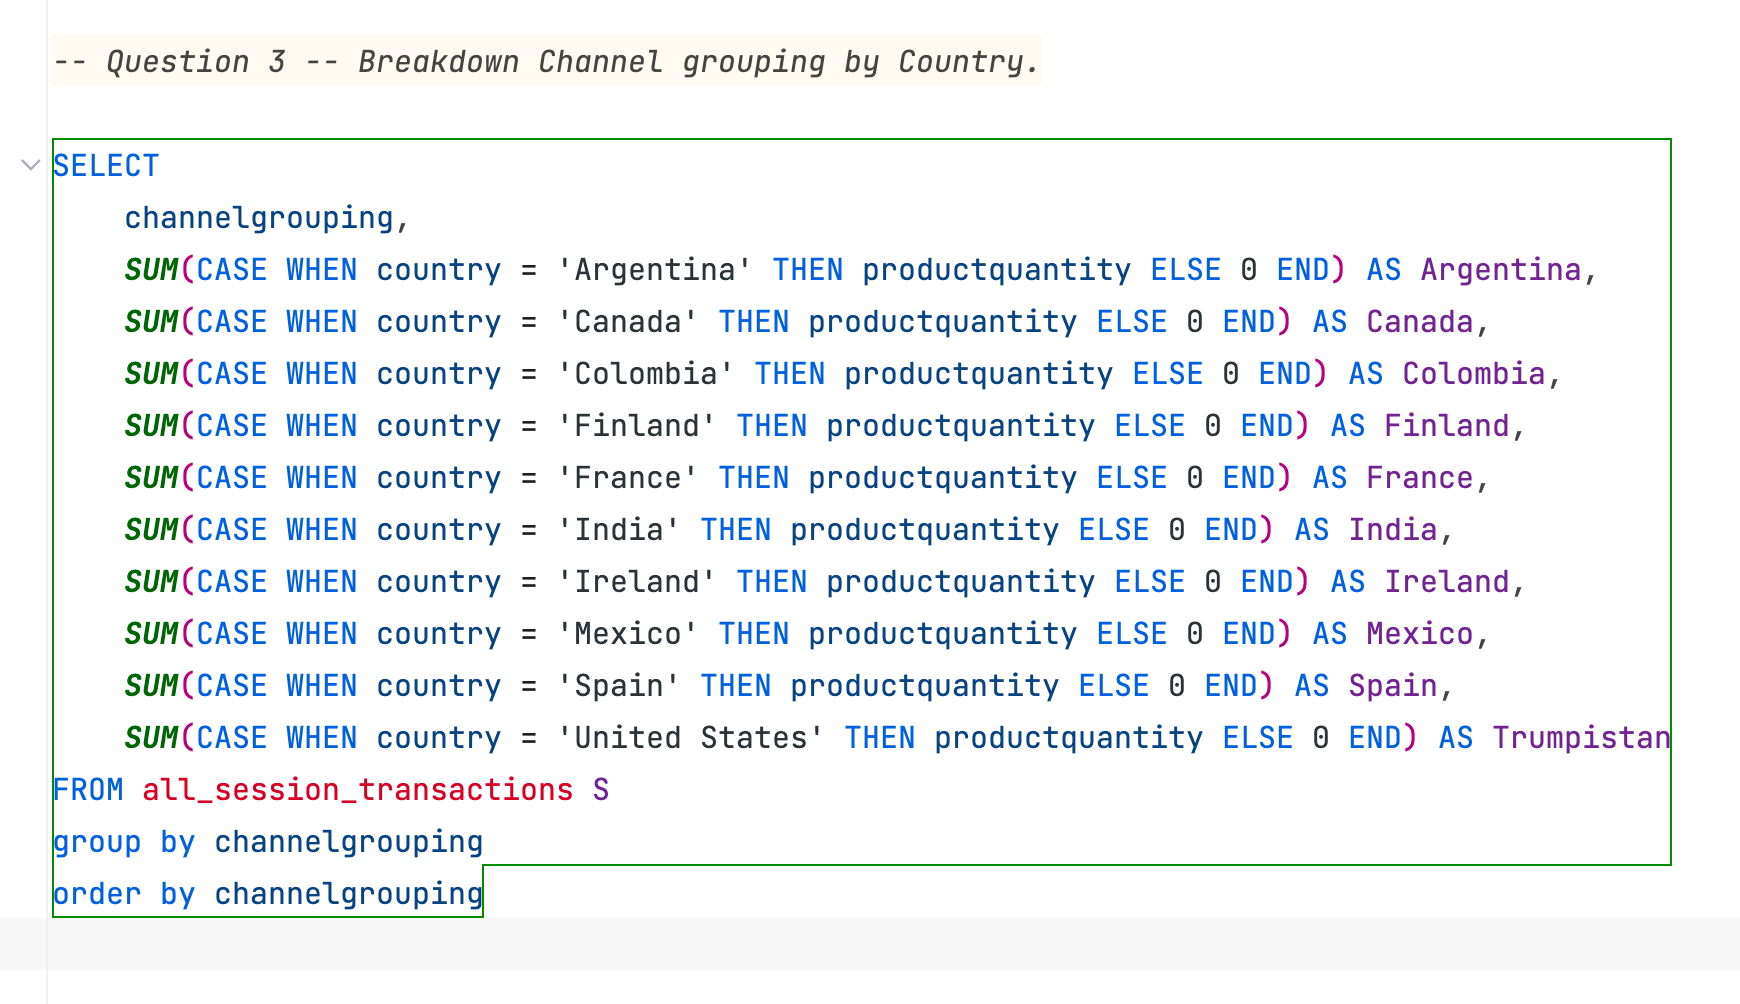 -- Question 3 -- Breakdown Channel grouping by Country.
SELECT
channelgrouping,
SUM(CASE WHEN country = 'Argentina' THEN productquantity ELSE 0 END) AS Argentina,
SUM(CASE WHEN country = 'Canada' THEN productquantity ELSE 0 END) AS Canada,
SUM(CASE WHEN country = 'Colombia' THEN productquantity ELSE 0 END) AS Colombia,
SUM(CASE WHEN country = 'Finland' THEN productquantity ELSE 0 END) AS Finland,
SUM(CASE WHEN country = 'France' THEN productquantity ELSE 0 END) AS France,
SUM(CASE WHEN country = 'India' THEN productquantity ELSE 0 END) AS India,
SUM(CASE WHEN country = 'Ireland' THEN productquantity ELSE 0 END) AS Ireland,
SUM(CASE WHEN country = 'Mexico' THEN productquantity ELSE 0 END) AS Mexico,
SUM(CASE WHEN country = 'Spain' THEN productquantity ELSE 0 END) AS Spain,
SUM(CASE WHEN country = 'United States' THEN productquantity ELSE 0 END) AS Trumpistan
FROM all_session_transactions S
group by channelgrouping
order by channelgrouping